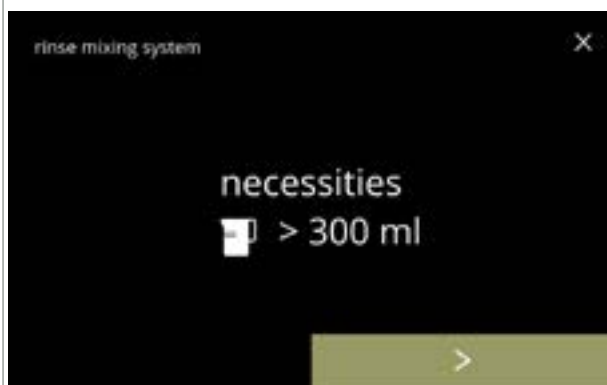 rinse mixing system
necessities
> 300 ml
>